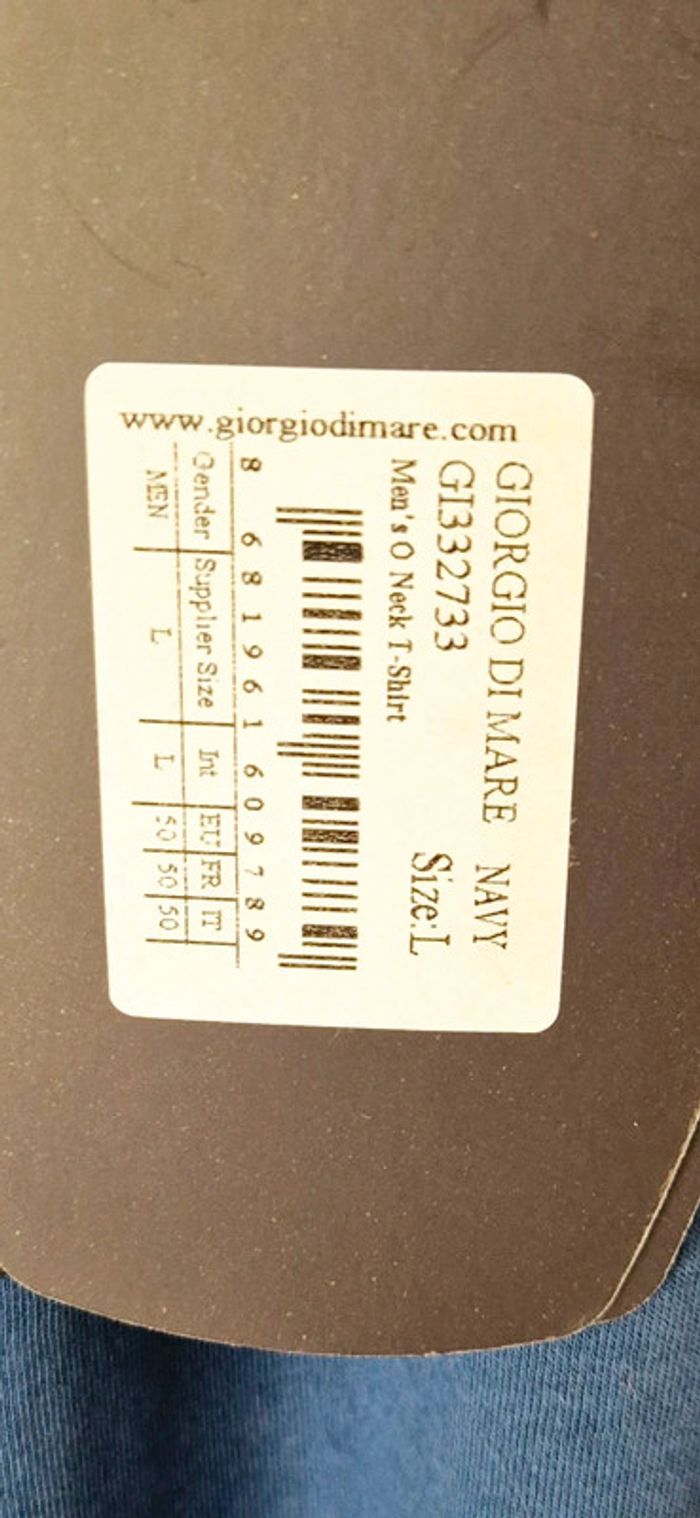 www.giorgiodimare.com
GIORGIO DI MARE NAVY
GI332733
Men's O Neck T-Shirt Size:L
8 681961 609789
Gender Supplier Size Int EU FR IT
MEN L L 50 50 50